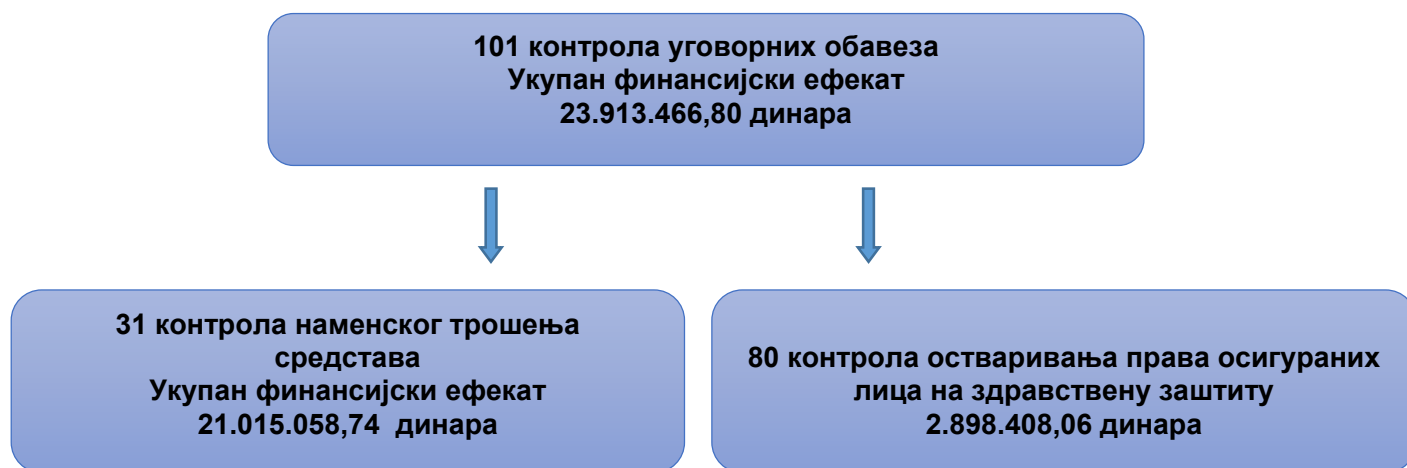 101 контрола уговорних обавеза
Укупан финансијски ефекат
23.913.466,80 динара
31 контрола наменског трошења
средстава
Укупан финансијски ефекат
21.015.058,74 динара
80 контрола остваривања права осигураних
лица на здравствену заштиту
2.898.408,06 динара